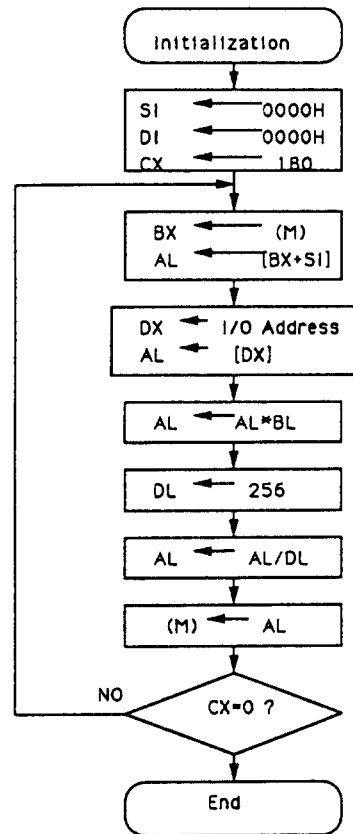 Initialization
SI ← 0000H
DI ← 0000H
CX ← 180
BX ← (M)
AL ← [BX+SI]
DX ← I/O Address
AL ← [DX]
AL ← AL*BL
DL ← 256
AL ← AL/DL
(M) ← AL
NO
CX=0 ?
End